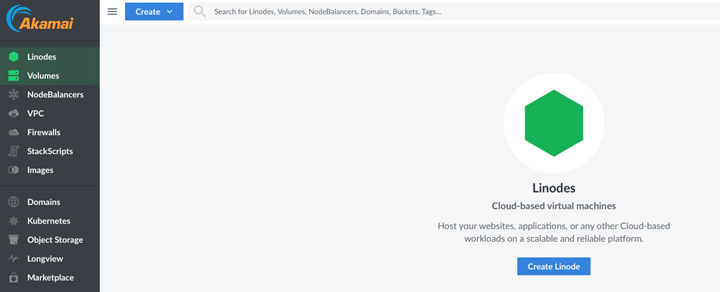 Akamai
Create
Search for Linodes, Volumes, NodeBalancers, Domains, Buckets, Tags...
Linodes
Volumes
NodeBalancers
VPC
Firewalls
StackScripts
Images
Domains
Kubernetes
Object Storage
Longview
Marketplace
Linodes
Cloud-based virtual machines
Host your websites, applications, or any other Cloud-based
workloads on a scalable and reliable platform.
Create Linode